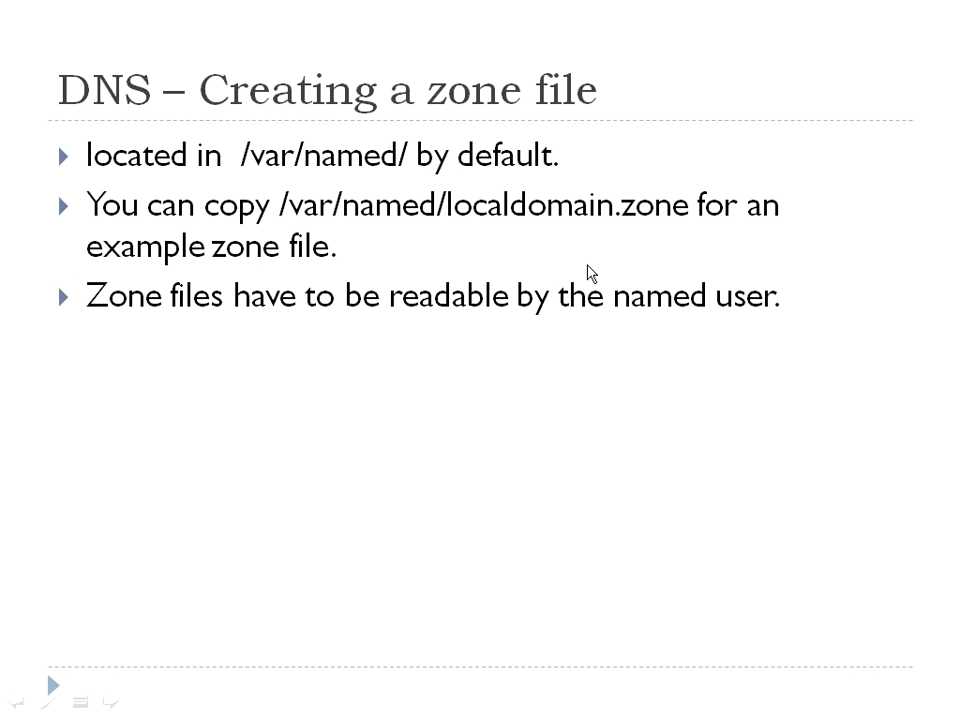 DNS – Creating a zone file
located in /var/named/ by default.
You can copy /var/named/localdomain.zone for an
example zone file.
Zone files have to be readable by the named user.